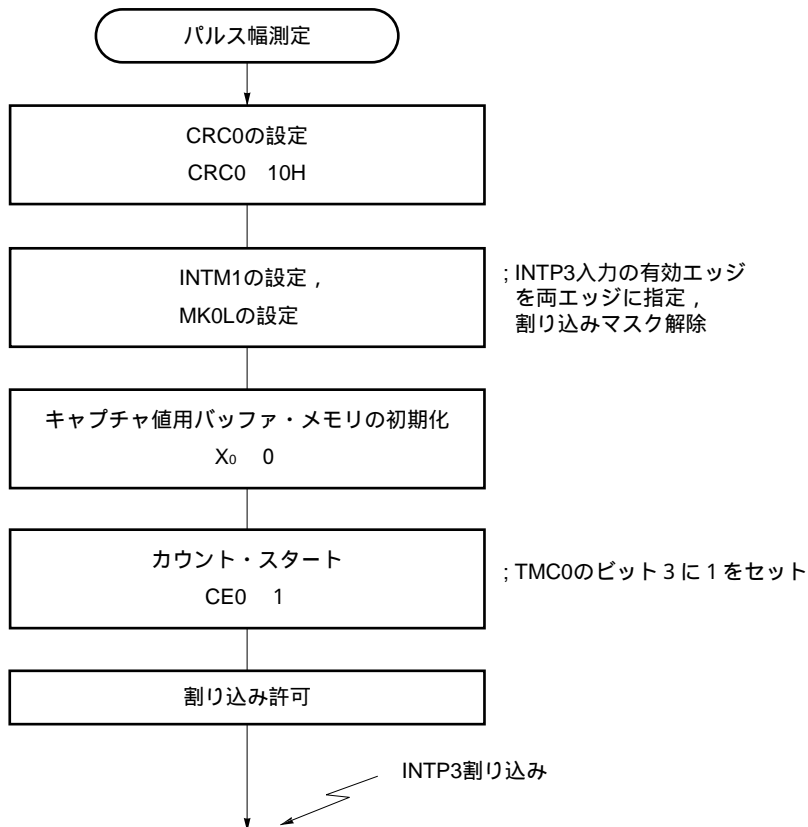 パルス幅測定
CRC0の設定
CRC0　10H
INTM1の設定，
MK0Lの設定
; INTP3入力の有効エッジ
を両エッジに指定，
割り込みマスク解除
キャプチャ値用バッファ・メモリの初期化
X₀　0
カウント・スタート
CE0　1
; TMC0のビット3に1をセット
割り込み許可
INTP3割り込み